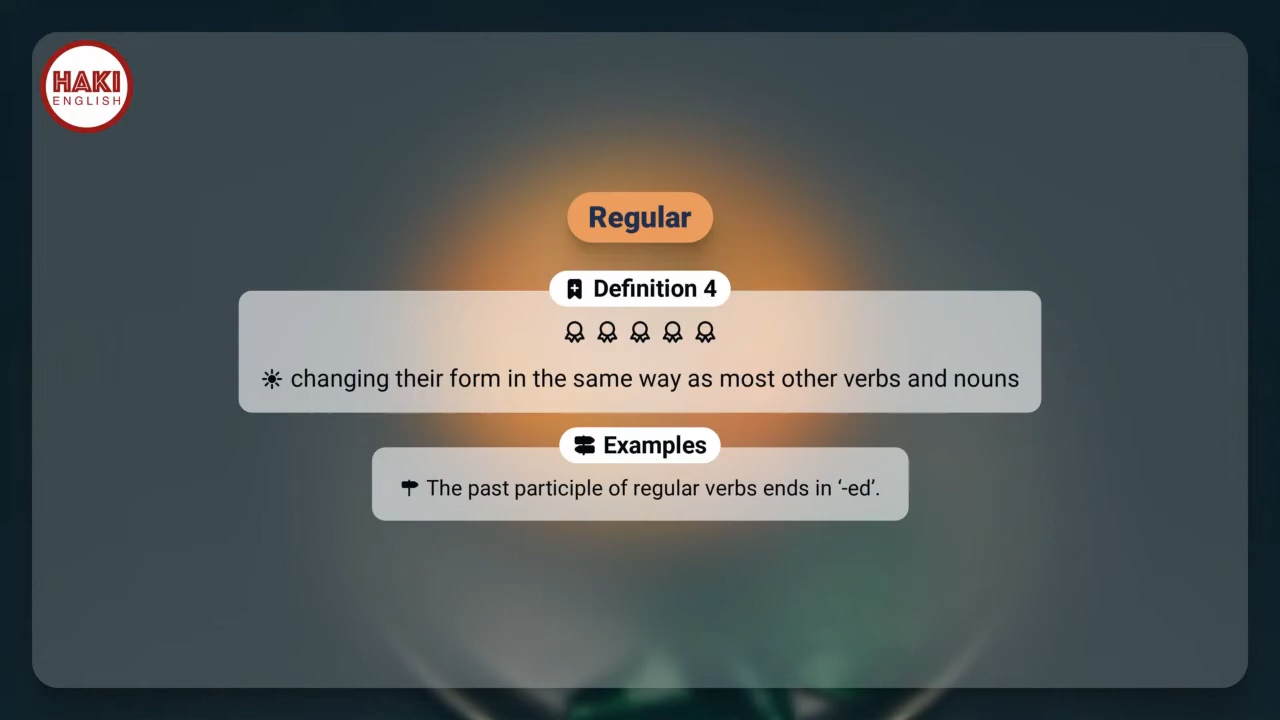 HAKI
ENGLISH
Regular
Definition 4
changing their form in the same way as most other verbs and nouns
Examples
The past participle of regular verbs ends in ‘-ed’.